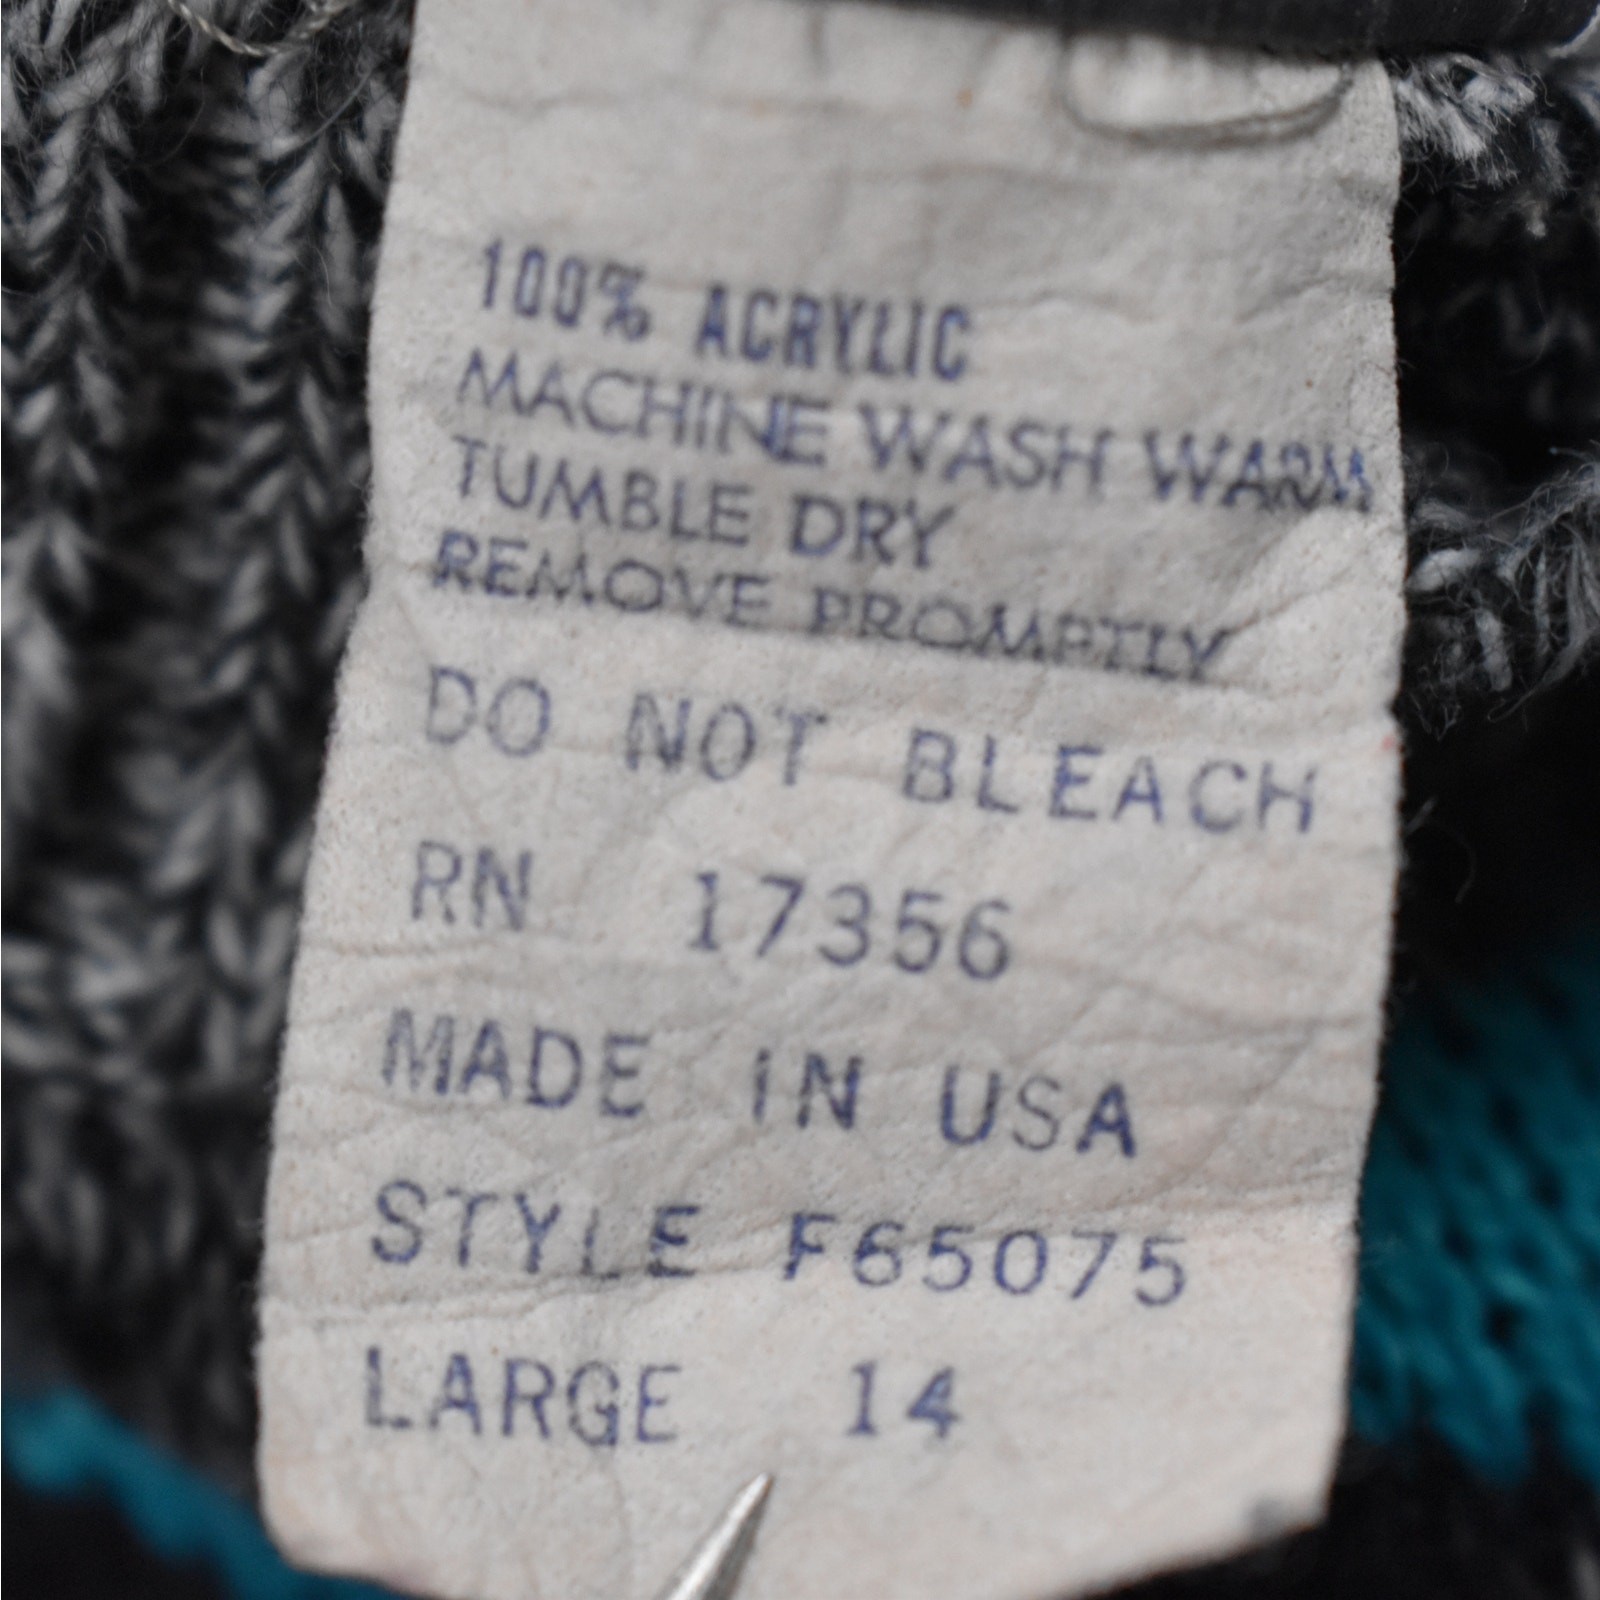 100% ACRYLIC
MACHINE WASH WARM
TUMBLE DRY
REMOVE PROMPTLY
DO NOT BLEACH
RN 17356
MADE IN USA
STYLE F65075
LARGE 14